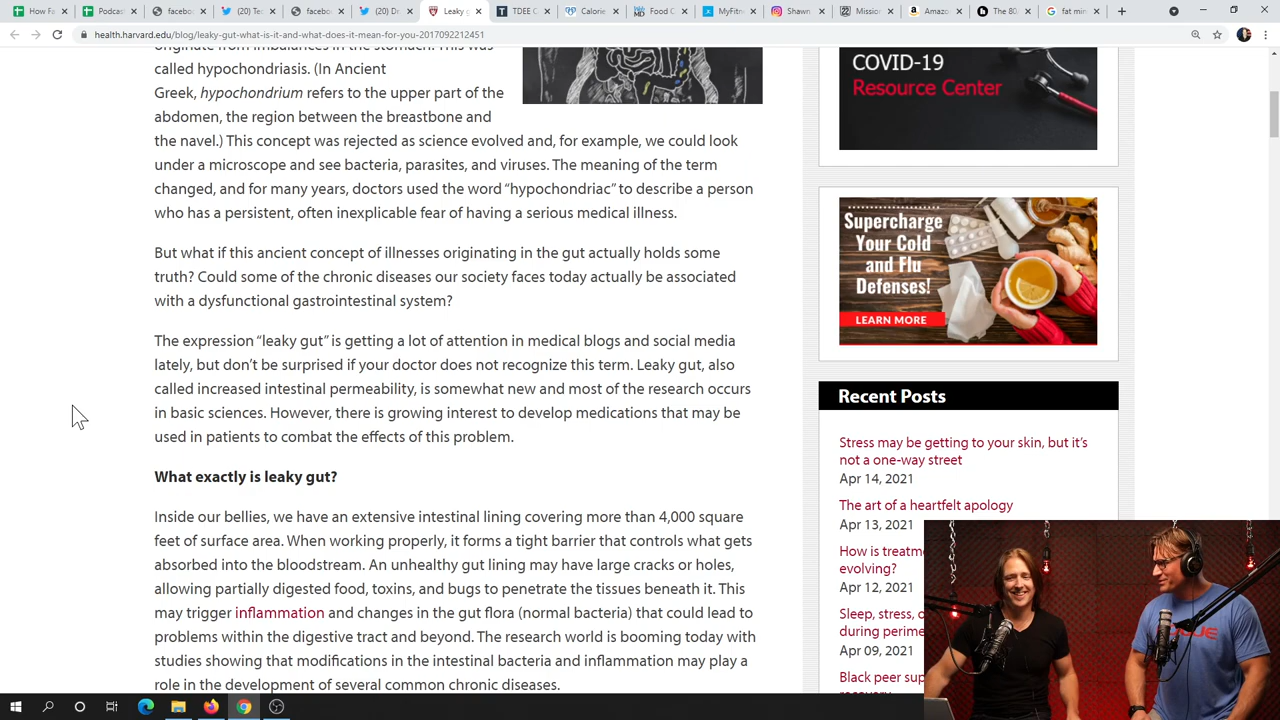 How Fa
Podast
faceboo
(20) Te
faceboo
Podcas
(2) Twi
Leaky g
TDEE C
Calorie
Food C
Myfitn
Shawn
Amazo
The 80/
A Mod
health.harvard.edu/blog/leaky-gut-what-is-it-and-what-does-it-mean-for-you-2017092212451
originate from imbalances in the stomach. This was
called hypochondriasis. In
Greek, hypochondrium refers to the upper part of the
abdomen, the region between the breastbone and
the navel). This concept was rejected as science evolved and, for example, we could look
under a microscope and see bacteria, parasites, and viruses. The meaning of the term
changed, and for many years, doctors used the word “hypochondriac” to describe a person
who has a persistent, often inexplicable fear of having a serious medical illness.
But what if this ancient concept of illnesses originating in the gut actually holds some
truth? Could some of the chronic diseases our society faces today actually be associated
with a dysfunctional gastrointestinal system?
The expression “leaky gut” is getting a lot of attention in medical blogs and social media
lately, but don’t be surprised if your doctor does not recognize this term. Leaky gut, also
called increased intestinal permeability, is somewhat new and most of the research occurs
in basic sciences. However, there is growing interest to develop medications that may be
used in patients to combat the effects of this problem.
What exactly is leaky gut?
Inside our bellies, we have an extensive intestinal lining covering more than 4,000 square
feet of surface area. When working properly, it forms a tight barrier that controls what gets
absorbed into the bloodstream. An unhealthy gut lining may have large cracks or holes,
allowing partially digested food, toxins, and bugs to penetrate the tissues beneath it. This
may trigger inflammation and changes in the gut flora (normal bacteria) that could lead to
problems within the digestive tract and beyond. The research world is booming today with
studies showing that modifications in the intestinal bacteria and inflammation may play a
role in the development of several common chronic diseases.
COVID-19
Resource Center
Supercharge
Your Cold
and Flu
Defenses!
LEARN MORE
Recent Posts
Stress may be getting to your skin, but it’s
not a one-way street
Apr 14, 2021
The art of a heartfelt apology
Apr 13, 2021
How is treatme
evolving?
Apr 12, 2021
Sleep, stress, o
during perime
Apr 09, 2021
Black peer sup